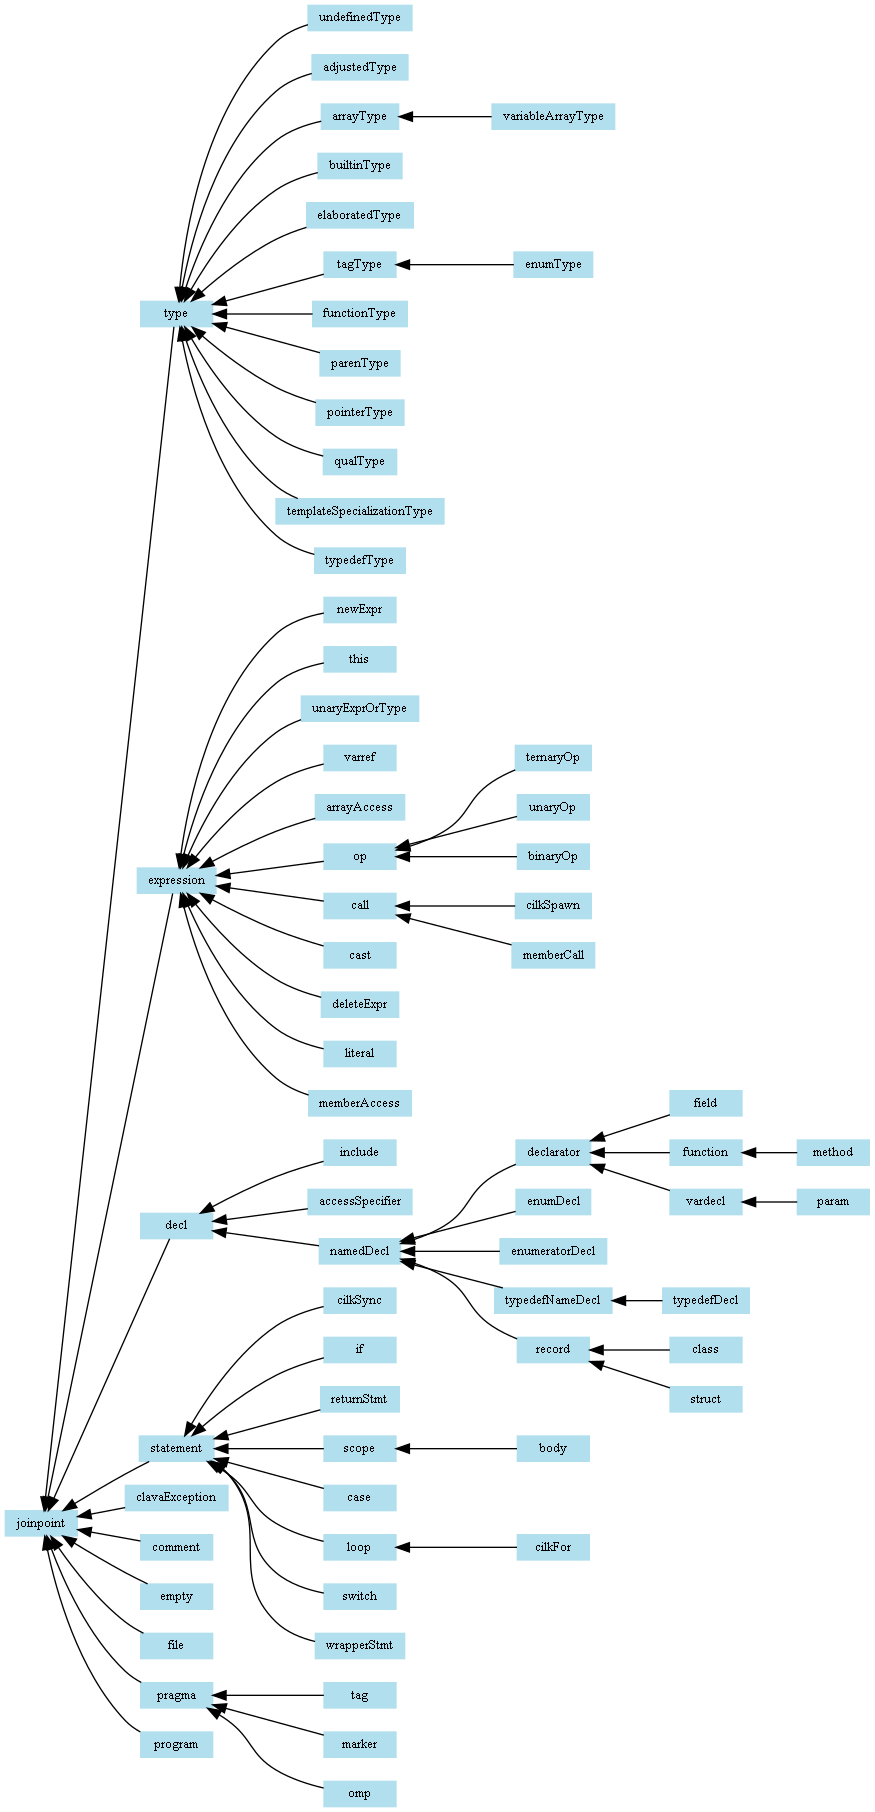 undefinedType
adjustedType
arrayType
variableArrayType
builtinType
elaboratedType
tagType
enumType
type
functionType
parenType
pointerType
qualType
templateSpecializationType
typedefType
newExpr
this
unaryExprOrType
varref
ternaryOp
arrayAccess
unaryOp
op
binaryOp
expression
call
cilkSpawn
cast
memberCall
deleteExpr
literal
memberAccess
field
include
declarator
function
method
accessSpecifier
enumDecl
vardecl
param
decl
namedDecl
enumeratorDecl
cilkSync
typedefNameDecl
typedefDecl
if
record
class
returnStmt
struct
statement
scope
body
clavaException
case
joinpoint
comment
loop
cilkFor
empty
switch
file
wrapperStmt
pragma
tag
program
marker
omp